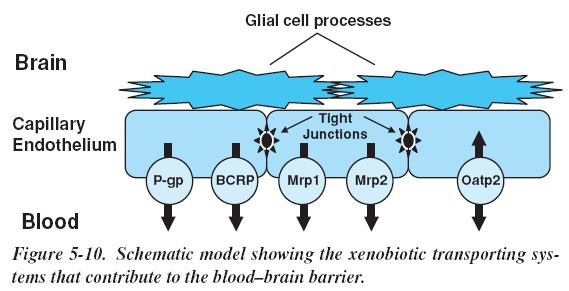 Glial cell processes
Brain
Capillary
Endothelium
Tight
Junctions
P-gp
BCRP
Mrp1
Mrp2
Oatp2
Blood
Figure 5-10. Schematic model showing the xenobiotic transporting sys-
tems that contribute to the blood–brain barrier.